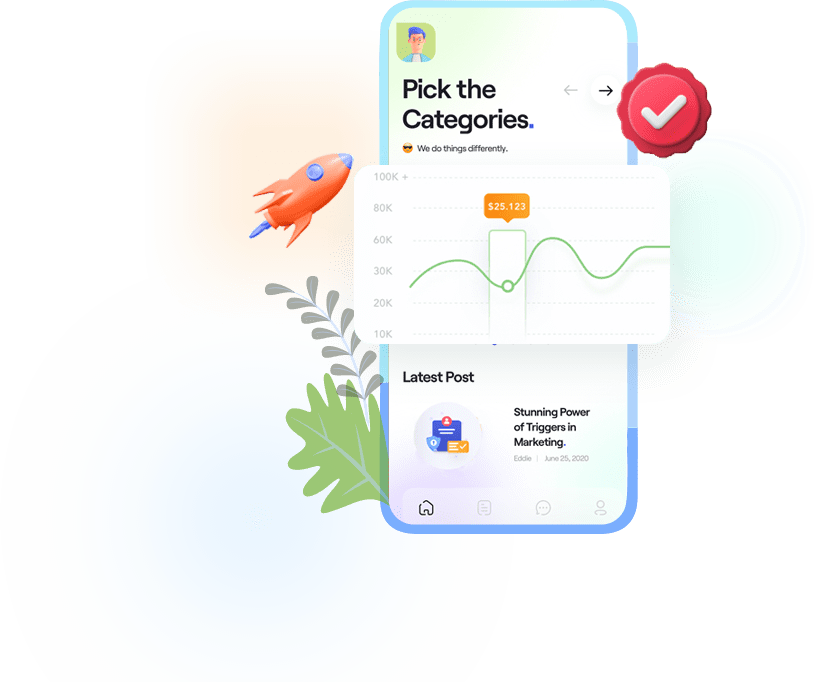 Pick the
Categories.
😎 We do things differently.
100K +
80K
60K
30K
20K
10K
$25.123
Latest Post
Stunning Power
of Triggers in
Marketing.
Eddie | June 25, 2020